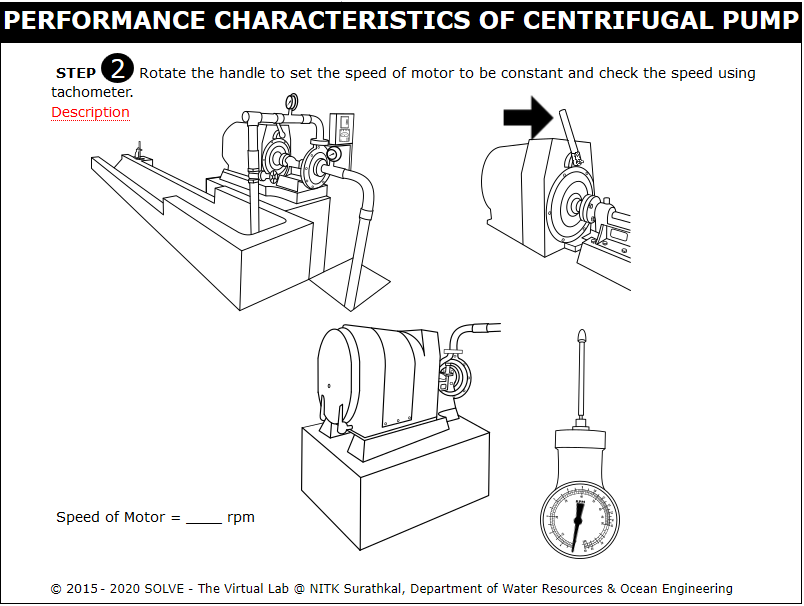 PERFORMANCE CHARACTERISTICS OF CENTRIFUGAL PUMP
STEP 2 Rotate the handle to set the speed of motor to be constant and check the speed using
tachometer.
Description
RPM
Speed of Motor = ____ rpm
© 2015 - 2020 SOLVE - The Virtual Lab @ NITK Surathkal, Department of Water Resources & Ocean Engineering